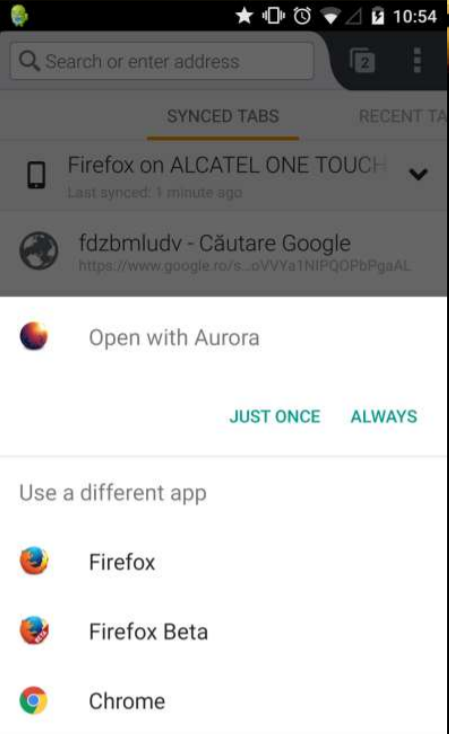 10:54
Search or enter address
2
SYNCED TABS RECENT TA
Firefox on ALCATEL ONE TOUCH
Last synced: 1 minute ago
fdzbmludv - Căutare Google
https://www.google.ro/s..oVVYa1NIPQOPbPgaAL
Open with Aurora
JUST ONCE ALWAYS
Use a different app
Firefox
Firefox Beta
Chrome